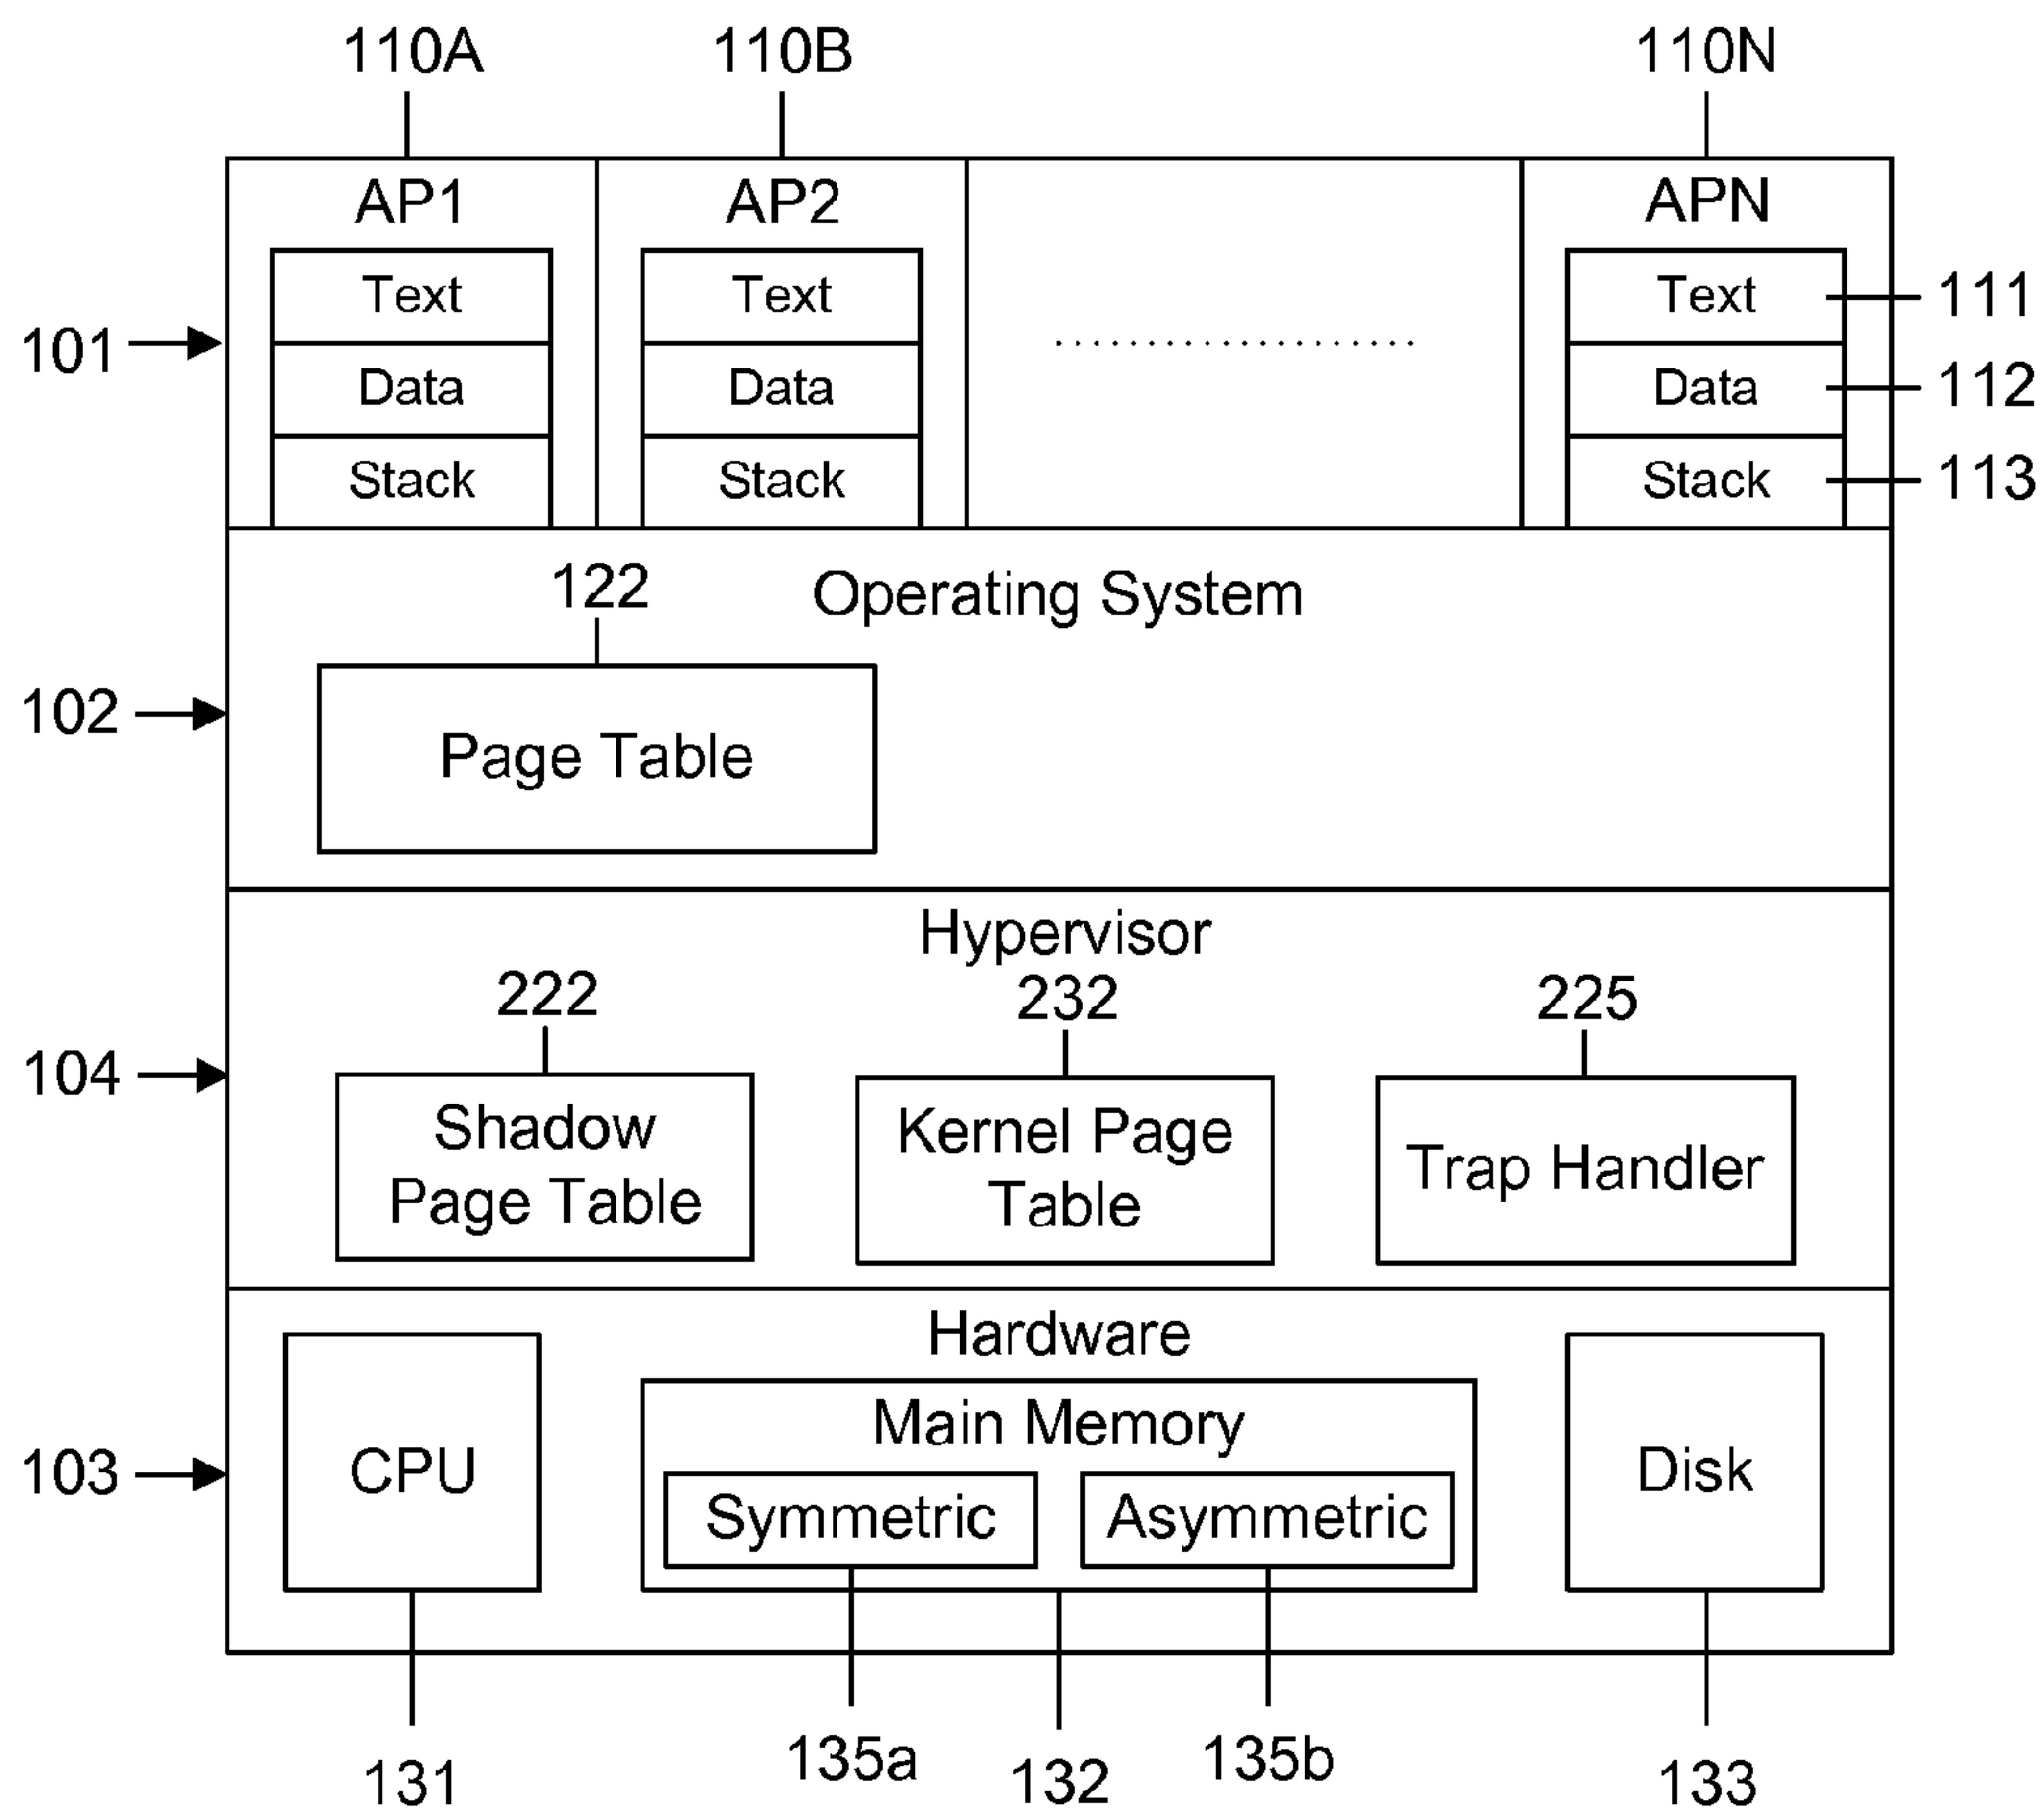 110A 110B 110N
AP1 AP2 APN
Text Text Text 111
101
Data Data Data 112
Stack Stack Stack 113
122 Operating System
102
Page Table
Hypervisor
222 232 225
104
Shadow Page Table
Kernel Page Table
Trap Handler
Hardware
Main Memory
103
CPU
Symmetric Asymmetric
Disk
131 135a 132 135b 133